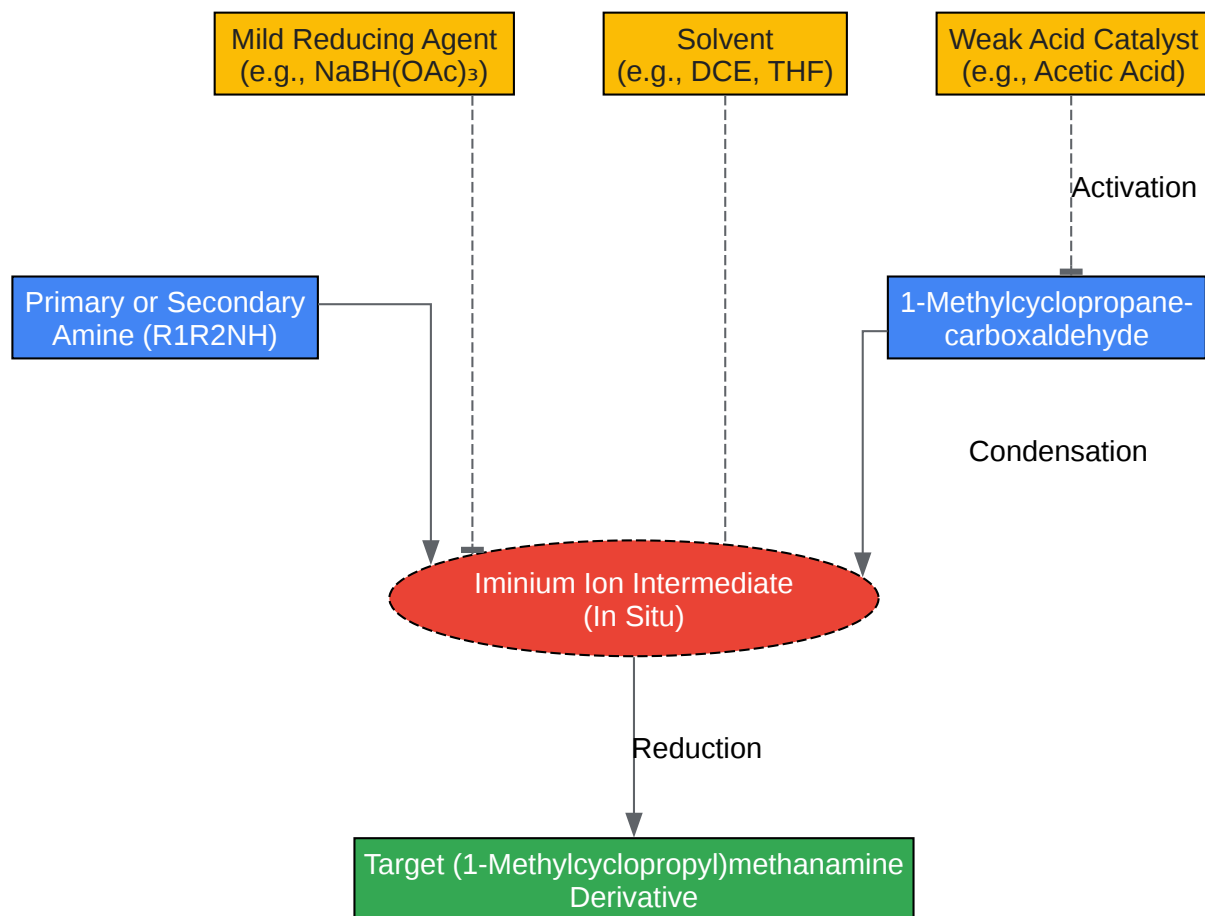 Mild Reducing Agent
(e.g., NaBH(OAc)₃)
Solvent
(e.g., DCE, THF)
Weak Acid Catalyst
(e.g., Acetic Acid)
Activation
Primary or Secondary
Amine (R1R2NH)
1-Methylcyclopropane-
carboxaldehyde
Condensation
Iminium Ion Intermediate
(In Situ)
Reduction
Target (1-Methylcyclopropyl)methanamine
Derivative